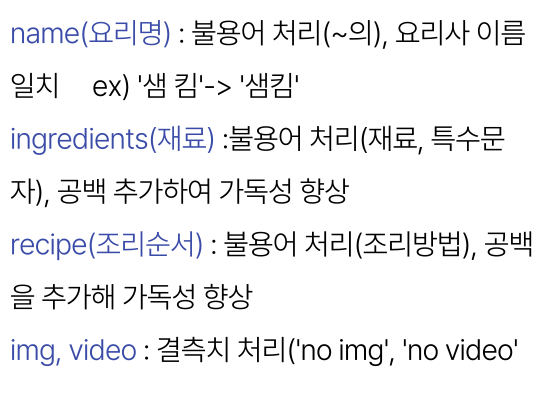 name(요리명) : 불용어 처리(~의), 요리사 이름
일치 ex) '샘 킴'-> '샘킴'
ingredients(재료) :불용어 처리(재료, 특수문
자), 공백 추가하여 가독성 향상
recipe(조리순서) : 불용어 처리(조리방법), 공백
을 추가해 가독성 향상
img, video : 결측치 처리('no img', 'no video'